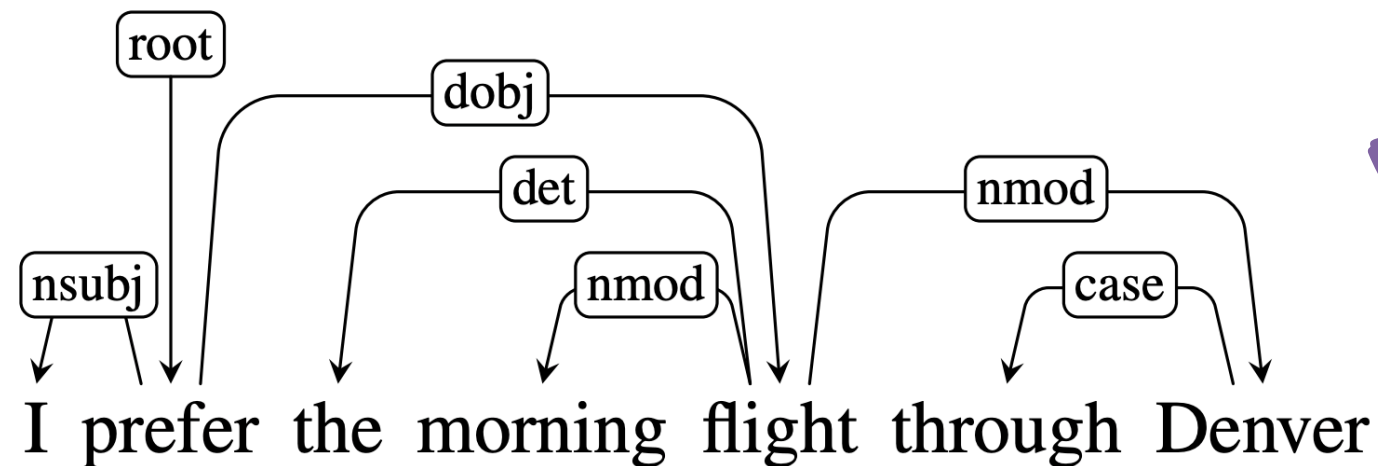 root
dobj
det
nmod
nsubj
nmod
case
I prefer the morning flight through Denver